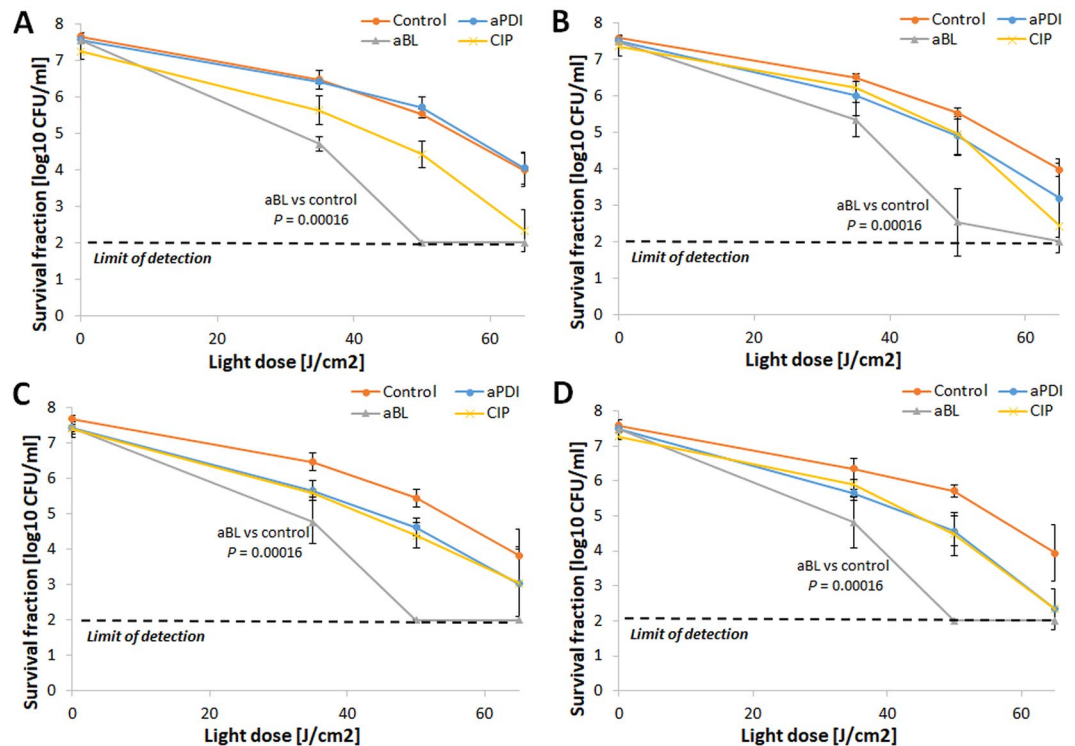 A
Control
aPDI
aBL
CIP
8
7
6
5
4
3
2
1
0
Survival fraction [log10 CFU/ml]
aBL vs control
P = 0.00016
Limit of detection
0
20
40
60
Light dose [J/cm2]
B
Control
aPDI
aBL
CIP
8
7
6
5
4
3
2
1
0
Survival fraction [log10 CFU/ml]
aBL vs control
P = 0.00016
Limit of detection
0
20
40
60
Light dose [J/cm2]
C
Control
aPDI
aBL
CIP
8
7
6
5
4
3
2
1
0
Survival fraction [log10 CFU/ml]
aBL vs control
P = 0.00016
Limit of detection
0
20
40
60
Light dose [J/cm2]
D
Control
aPDI
aBL
CIP
8
7
6
5
4
3
2
1
0
Survival fraction [log10 CFU/ml]
aBL vs control
P = 0.00016
Limit of detection
0
20
40
60
Light dose [J/cm2]